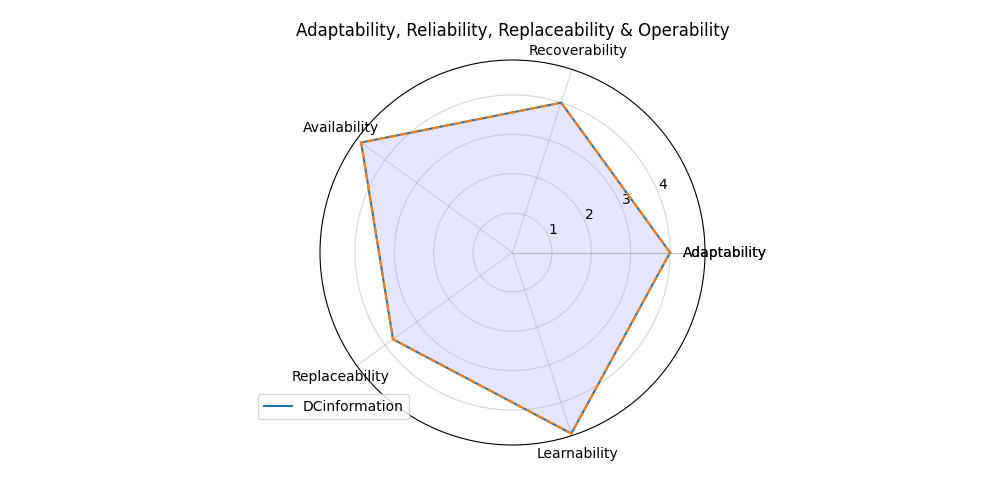 Adaptability, Reliability, Replaceability & Operability
Recoverability
Availability
4
3
2
1
Adaptability
Replaceability
DCinformation
Learnability